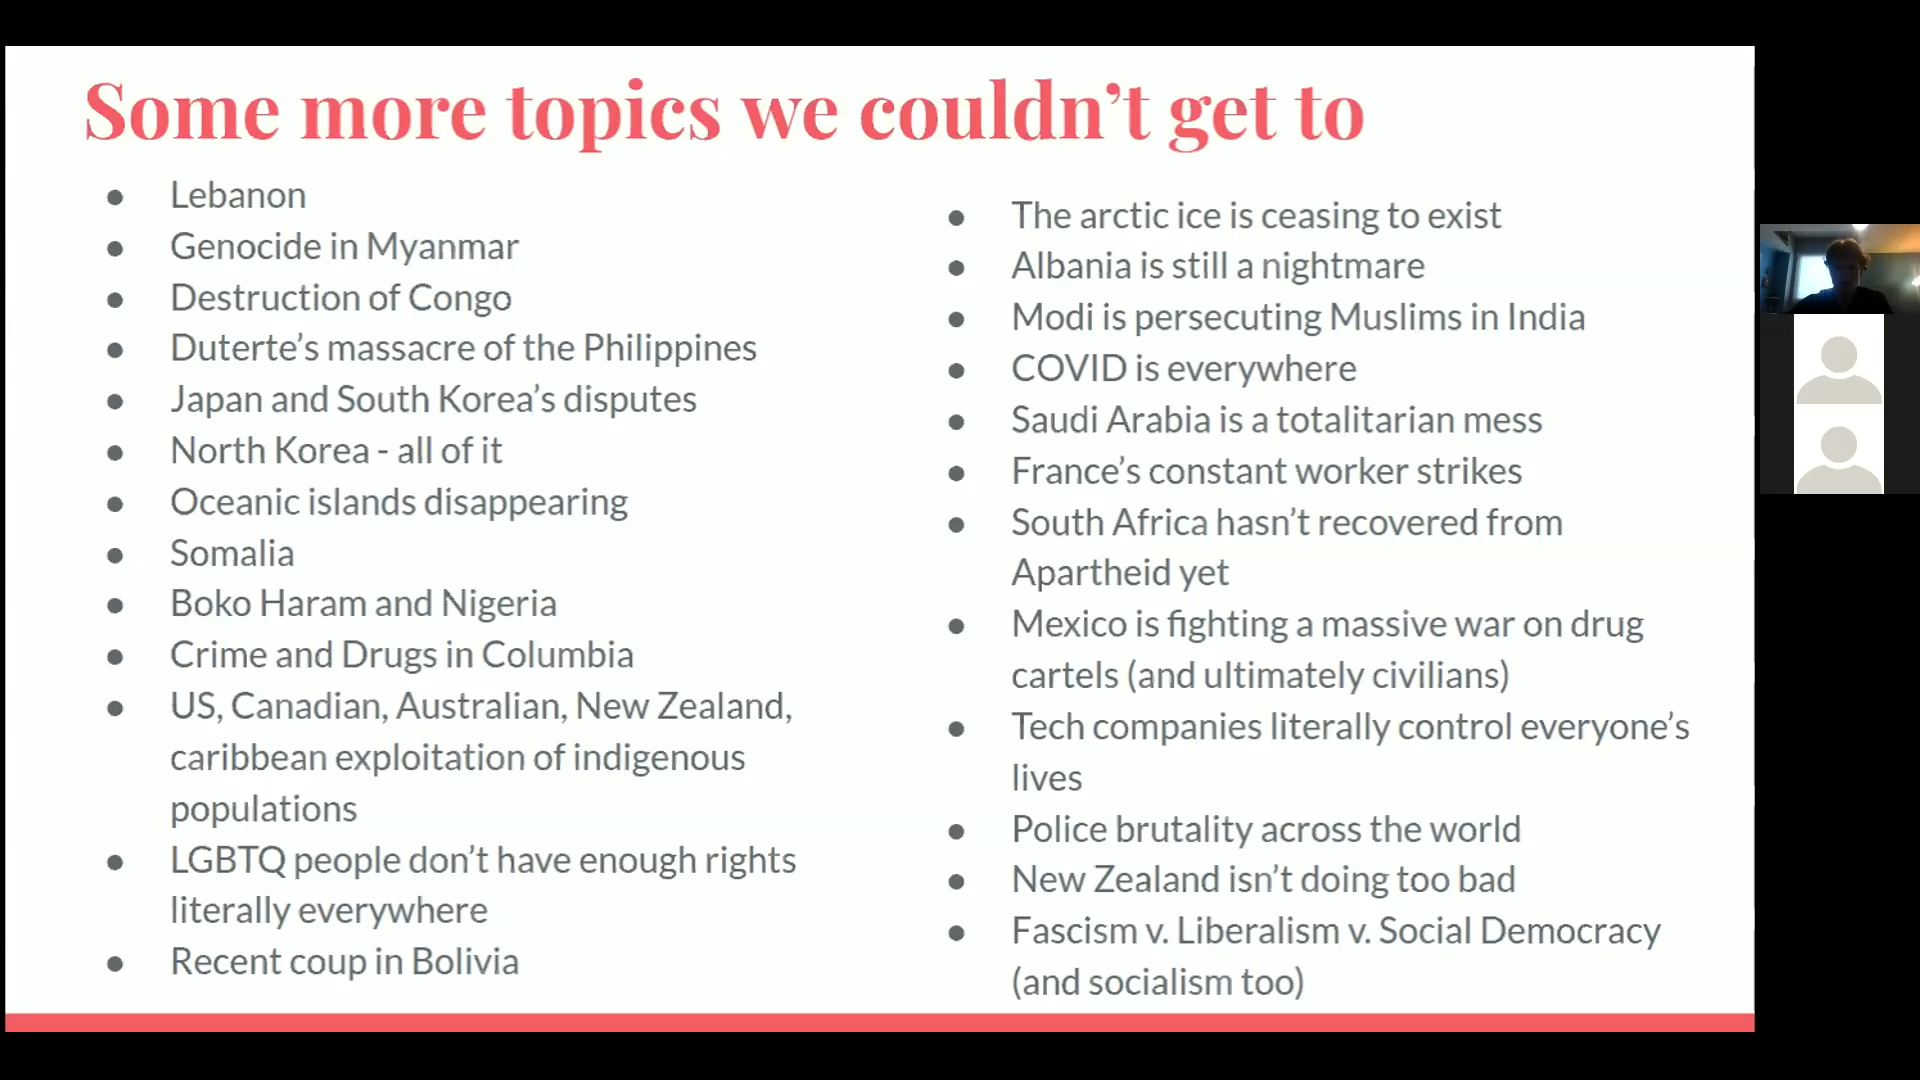 Some more topics we couldn’t get to
● Lebanon
● Genocide in Myanmar
● Destruction of Congo
● Duterte’s massacre of the Philippines
● Japan and South Korea’s disputes
● North Korea - all of it
● Oceanic islands disappearing
● Somalia
● Boko Haram and Nigeria
● Crime and Drugs in Columbia
● US, Canadian, Australian, New Zealand,
caribbean exploitation of indigenous
populations
● LGBTQ people don’t have enough rights
literally everywhere
● Recent coup in Bolivia
● The arctic ice is ceasing to exist
● Albania is still a nightmare
● Modi is persecuting Muslims in India
● COVID is everywhere
● Saudi Arabia is a totalitarian mess
● France’s constant worker strikes
● South Africa hasn’t recovered from
Apartheid yet
● Mexico is fighting a massive war on drug
cartels (and ultimately civilians)
● Tech companies literally control everyone’s
lives
● Police brutality across the world
● New Zealand isn’t doing too bad
● Fascism v. Liberalism v. Social Democracy
(and socialism too)